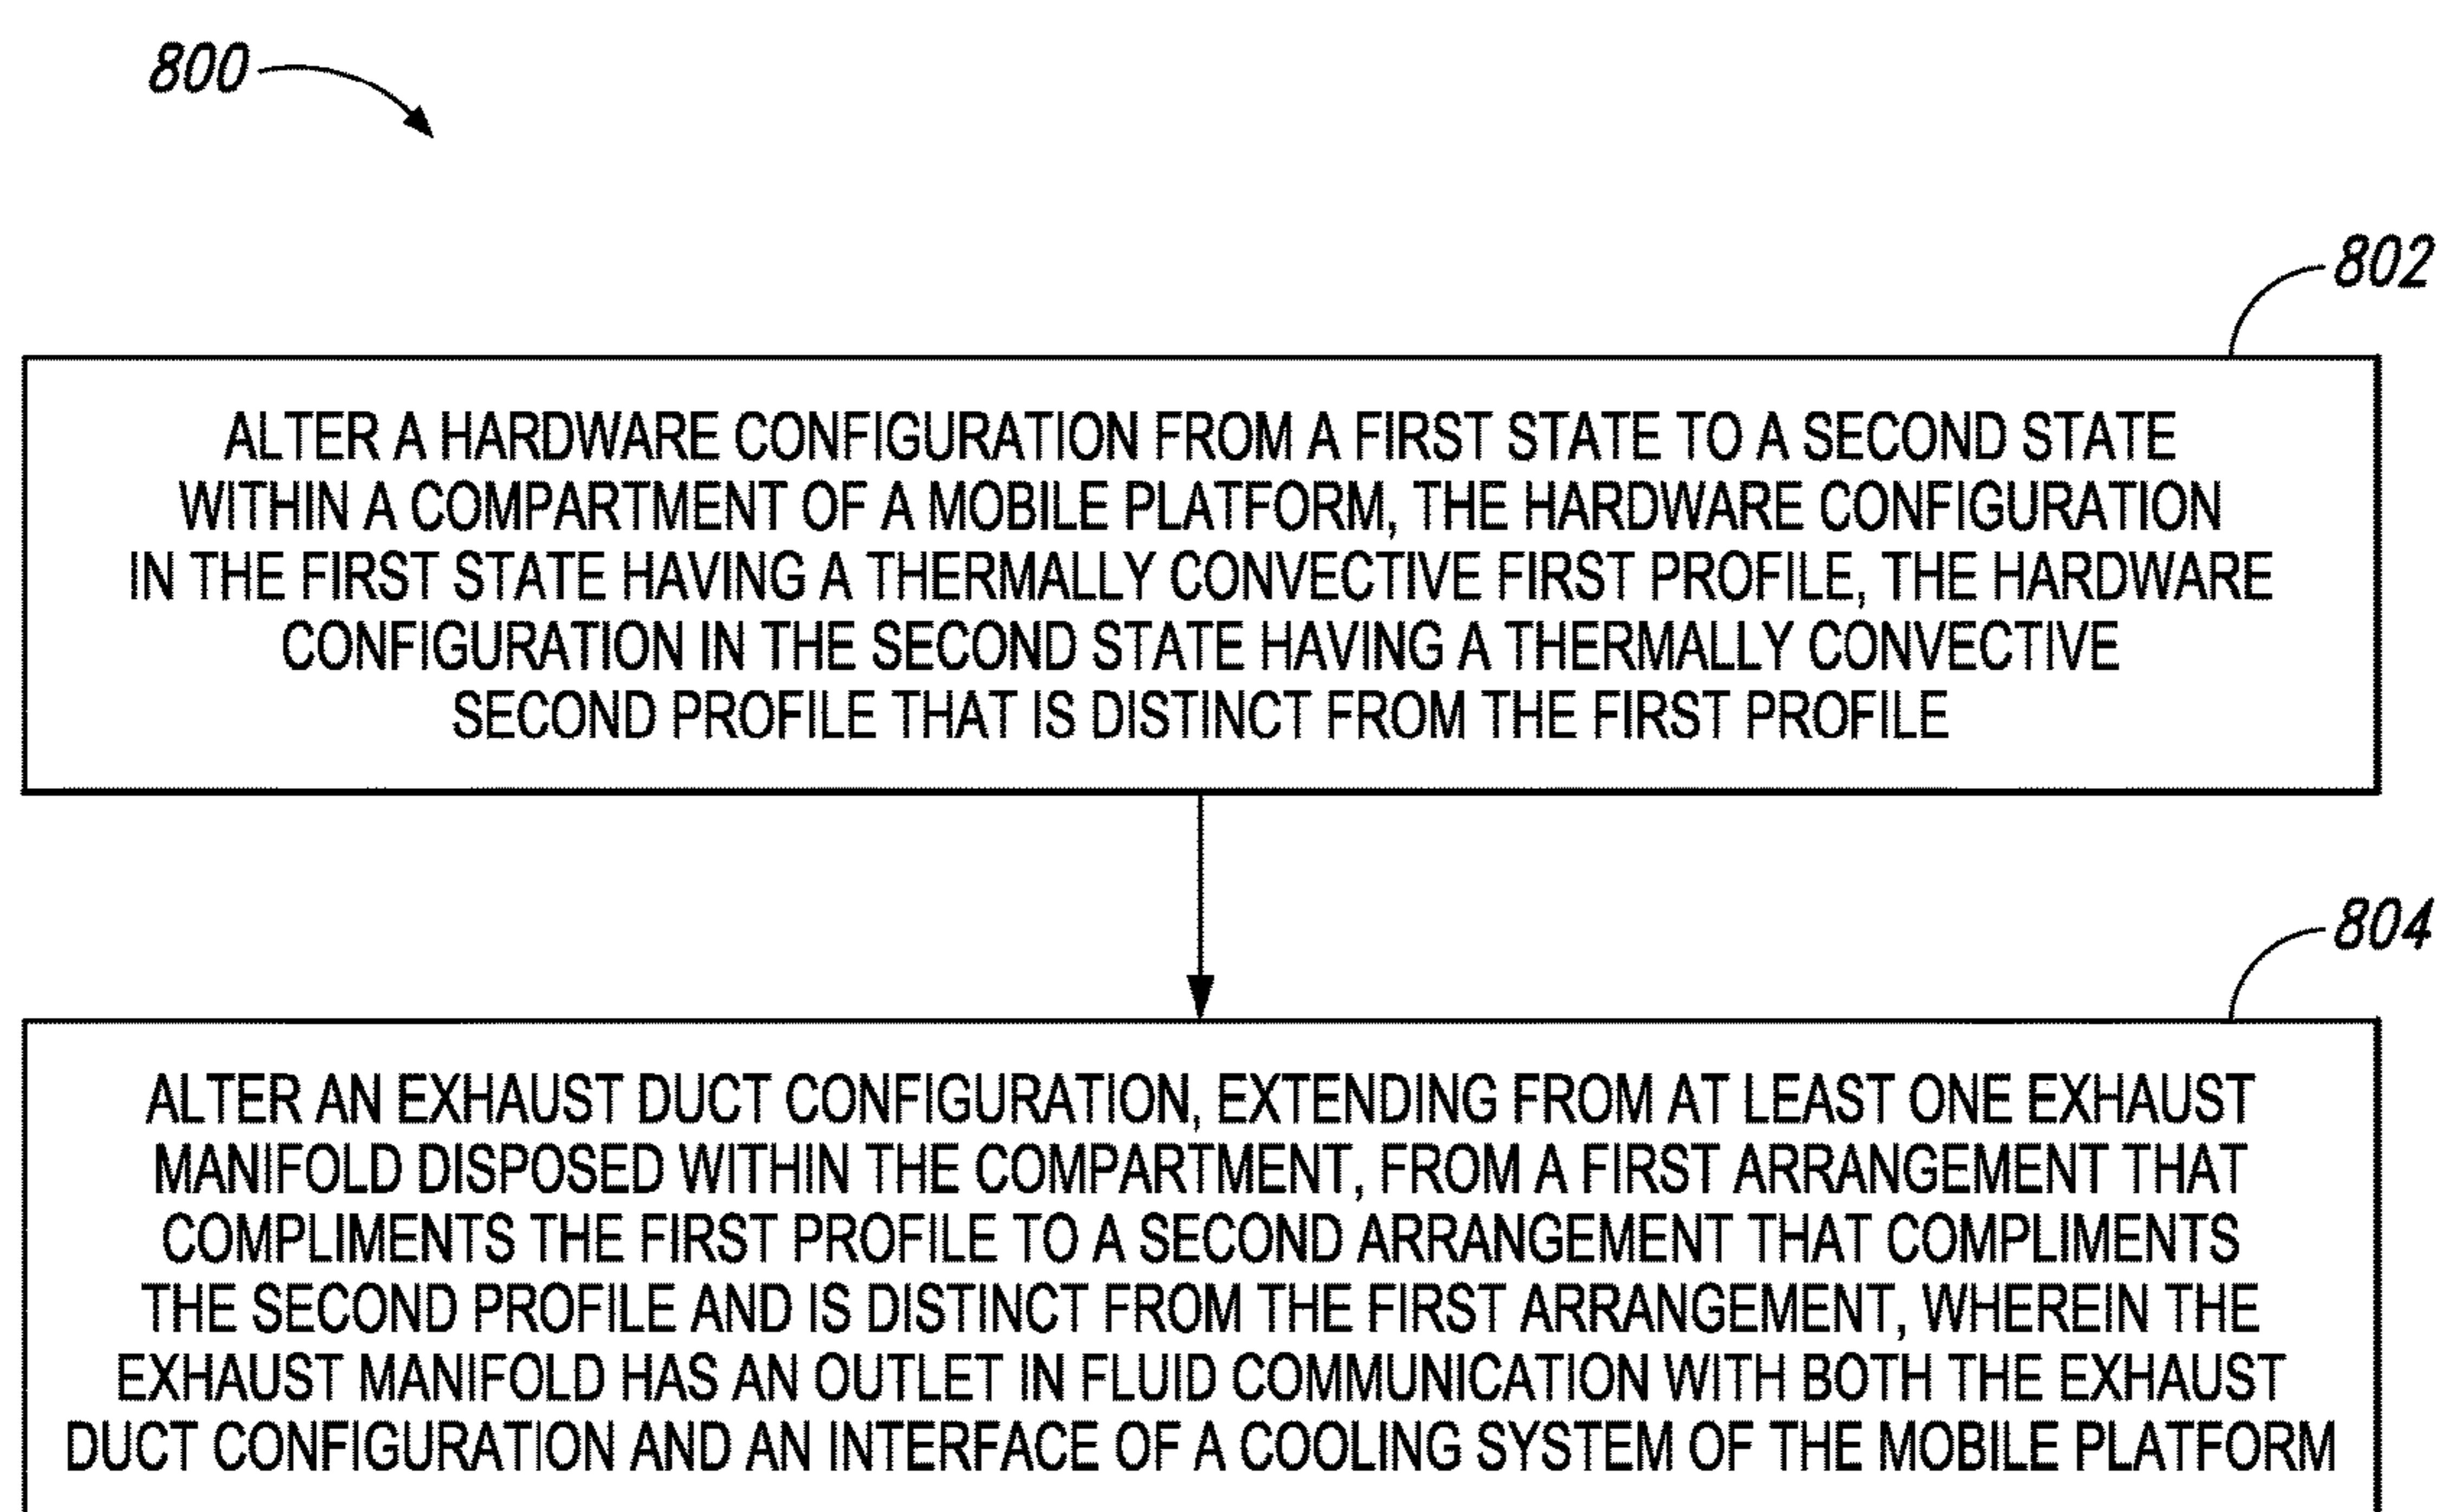 800
802
ALTER A HARDWARE CONFIGURATION FROM A FIRST STATE TO A SECOND STATE
WITHIN A COMPARTMENT OF A MOBILE PLATFORM, THE HARDWARE CONFIGURATION
IN THE FIRST STATE HAVING A THERMALLY CONVECTIVE FIRST PROFILE, THE HARDWARE
CONFIGURATION IN THE SECOND STATE HAVING A THERMALLY CONVECTIVE
SECOND PROFILE THAT IS DISTINCT FROM THE FIRST PROFILE
804
ALTER AN EXHAUST DUCT CONFIGURATION, EXTENDING FROM AT LEAST ONE EXHAUST
MANIFOLD DISPOSED WITHIN THE COMPARTMENT, FROM A FIRST ARRANGEMENT THAT
COMPLIMENTS THE FIRST PROFILE TO A SECOND ARRANGEMENT THAT COMPLIMENTS
THE SECOND PROFILE AND IS DISTINCT FROM THE FIRST ARRANGEMENT, WHEREIN THE
EXHAUST MANIFOLD HAS AN OUTLET IN FLUID COMMUNICATION WITH BOTH THE EXHAUST
DUCT CONFIGURATION AND AN INTERFACE OF A COOLING SYSTEM OF THE MOBILE PLATFORM